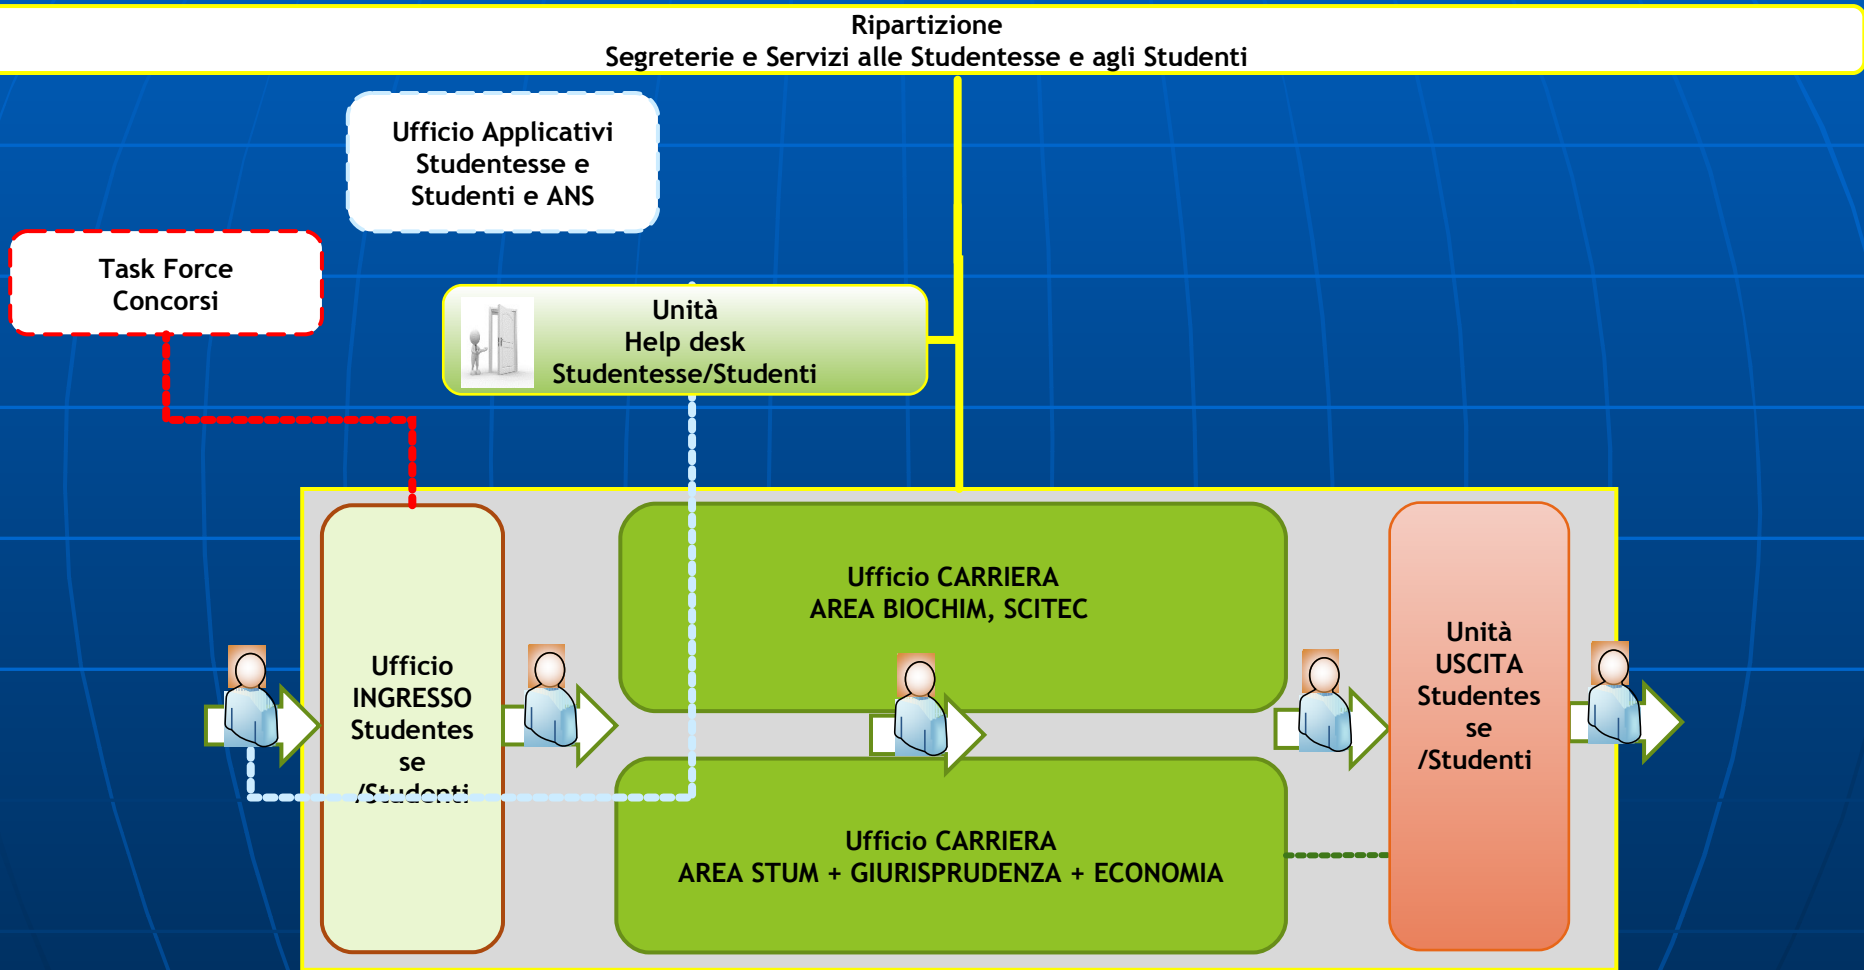 Ripartizione
Segreterie e Servizi alle Studentesse e agli Studenti
Ufficio Applicativi
Studentesse e
Studenti e ANS
Task Force
Concorsi
Unità
Help desk
Studentesse/Studenti
Ufficio
INGRESSO
Studentes
se
/Studenti
Ufficio CARRIERA
AREA BIOCHIM, SCITEC
Ufficio CARRIERA
AREA STUM + GIURISPRUDENZA + ECONOMIA
Unità
USCITA
Studentes
se
/Studenti